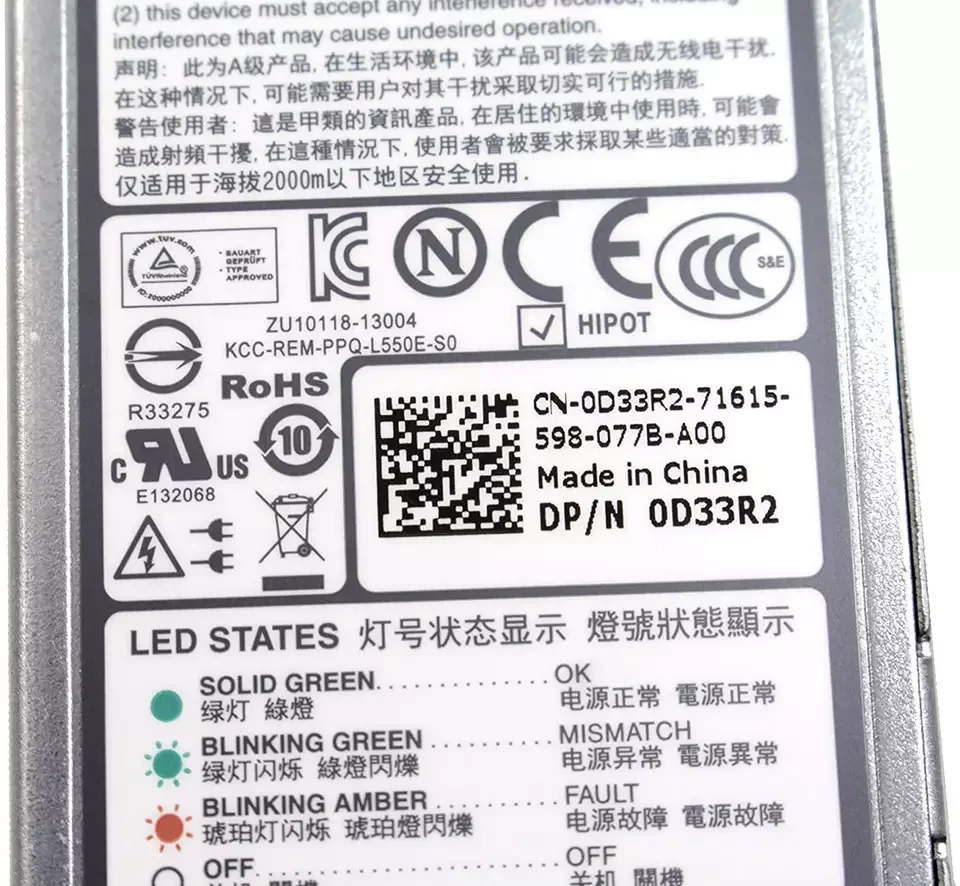 (2) this device must accept any interference received, including
interference that may cause undesired operation.
声明: 此为A级产品, 在生活环境中, 该产品可能会造成无线电干扰.
在这种情况下, 可能需要用户对其干扰采取切实可行的措施.
警告使用者: 這是甲類的資訊產品, 在居住的環境中使用時, 可能會
造成射頻干擾, 在這種情況下, 使用者會被要求採取某些適當的對策.
仅适用于海拔2000m以下地区安全使用.
www.tuv.com
TÜVRheinland
ID:2000000000
· BAUART
GEPRÜFT
· TYPE
APPROVED
KC
N
CE
CCC
S&E
ZU10118-13004
KCC-REM-PPQ-L550E-S0
HIPOT
R33275
RoHS
10
c RU US
E132068
CN-0D33R2-71615-
598-077B-A00
Made in China
DP/N 0D33R2
LED STATES 灯号状态显示 燈號狀態顯示
SOLID GREEN..............OK
绿灯 綠燈 电源正常 電源正常
BLINKING GREEN..........MISMATCH
绿灯闪烁 綠燈閃爍 电源异常 電源異常
BLINKING AMBER..........FAULT
琥珀灯闪烁 琥珀燈閃爍 电源故障 電源故障
OFF..........................OFF
关机 關機 关机 關機